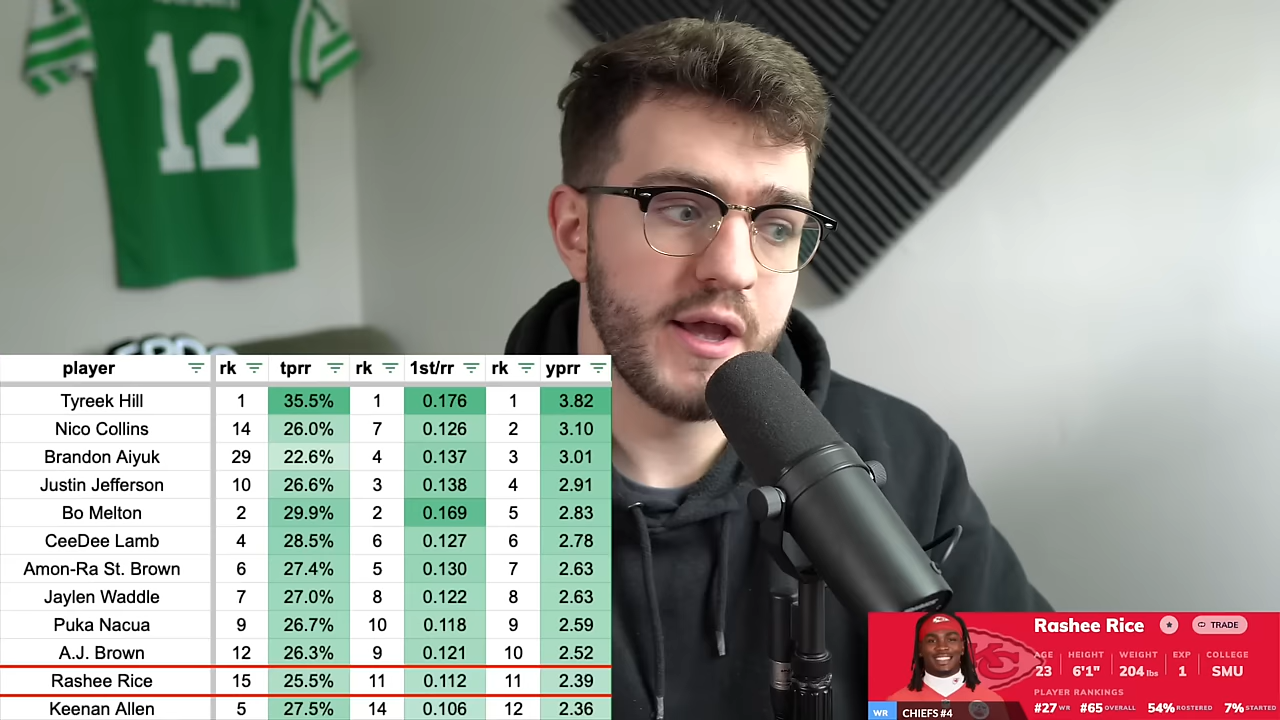 12
player rk tprr rk 1st/rr rk yprr
Tyreek Hill 1 35.5% 1 0.176 1 3.82
Nico Collins 14 26.0% 7 0.126 2 3.10
Brandon Aiyuk 29 22.6% 4 0.137 3 3.01
Justin Jefferson 10 26.6% 3 0.138 4 2.91
Bo Melton 2 29.9% 2 0.169 5 2.83
CeeDee Lamb 4 28.5% 6 0.127 6 2.78
Amon-Ra St. Brown 6 27.4% 5 0.130 7 2.63
Jaylen Waddle 7 27.0% 8 0.122 8 2.63
Puka Nacua 9 26.7% 10 0.118 9 2.59
A.J. Brown 12 26.3% 9 0.121 10 2.52
Rashee Rice 15 25.5% 11 0.112 11 2.39
Keenan Allen 5 27.5% 14 0.106 12 2.36
Rashee Rice TRADE
AGE HEIGHT WEIGHT EXP COLLEGE
23 6'1" 204 lbs 1 SMU
PLAYER RANKINGS
#27 WR #65 OVERALL 54% ROSTERED 7% STARTED
WR CHIEFS #4